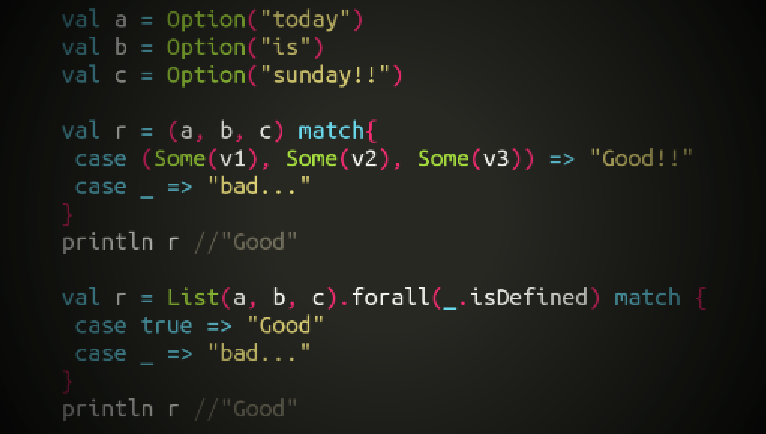 val a = Option("today")
val b = Option("is")
val c = Option("sunday!!")

val r = (a, b, c) match{
 case (Some(v1), Some(v2), Some(v3)) => "Good!!"
 case _ => "bad..."
}
println r //"Good"

val r = List(a, b, c).forall(_.isDefined) match {
 case true => "Good"
 case _ => "bad..."
}
println r //"Good"